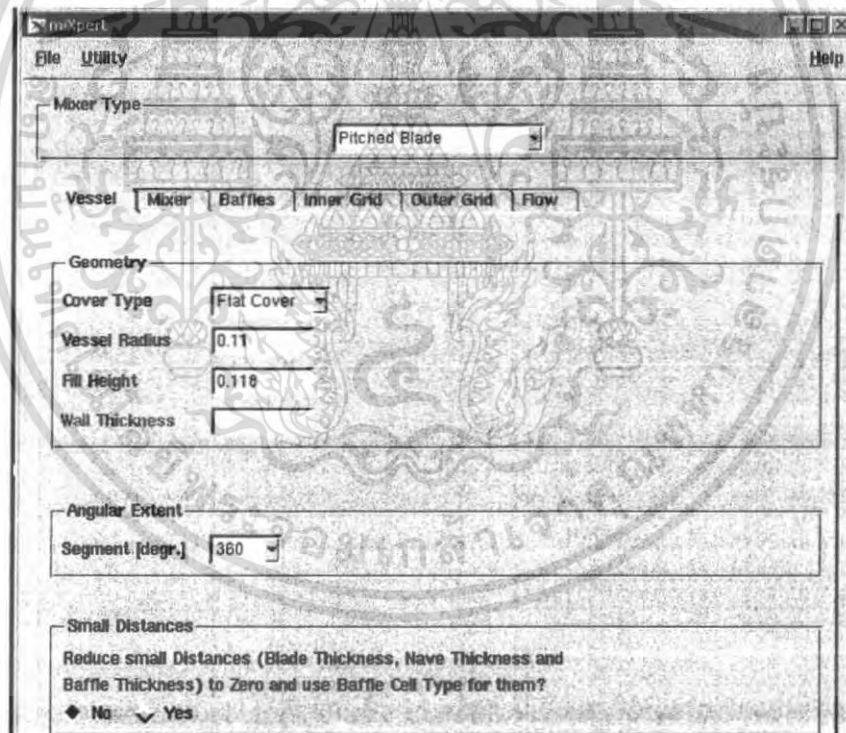 miXpert
File Utility Help
Mixer Type
Pitched Blade
Vessel Mixer Baffles Inner Grid Outer Grid Flow
Geometry
Cover Type Flat Cover
Vessel Radius 0.11
Fill Height 0.116
Wall Thickness
Angular Extent
Segment [degr.] 360
Small Distances
Reduce small Distances (Blade Thickness, Nave Thickness and
Baffle Thickness) to Zero and use Baffle Cell Type for them?
No Yes